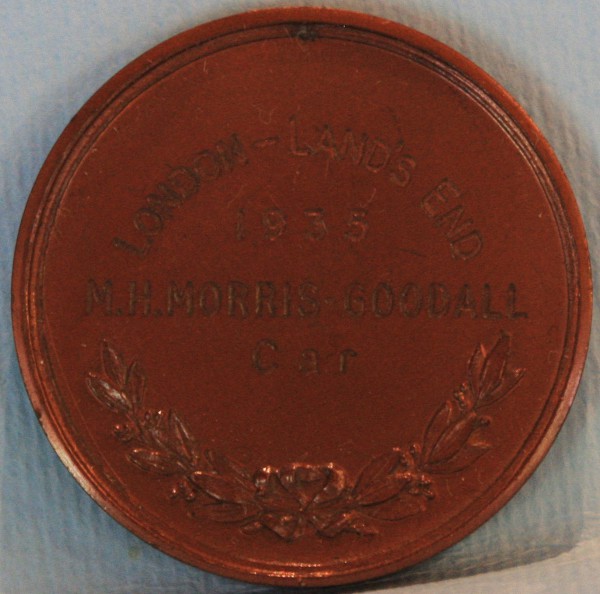 LONDON - LAND'S END
1935
M.H. MORRIS-GOODALL
Car